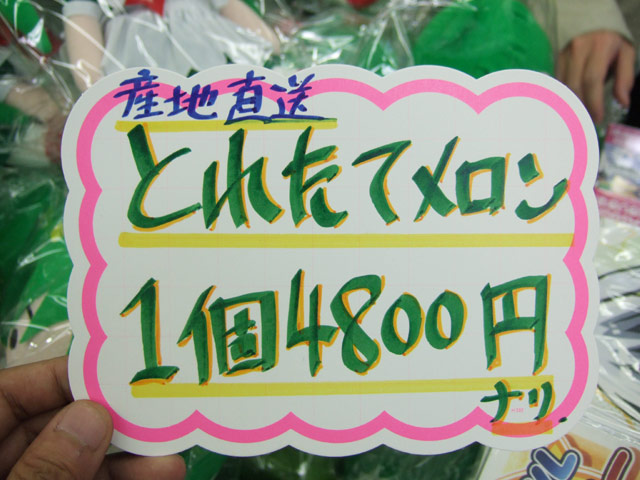 産地直送
とれたてメロン
1個4800円
ナリ.